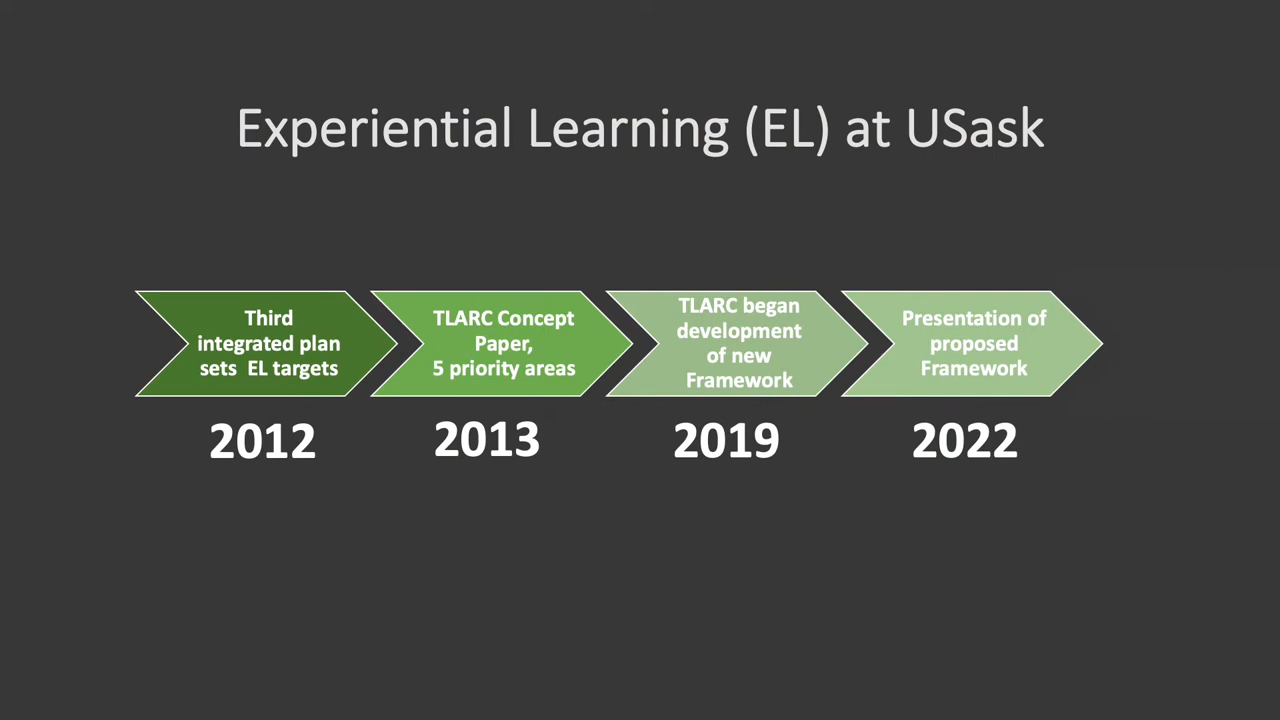 Experiential Learning (EL) at USask
Third
integrated plan
sets  EL targets
TLARC Concept
Paper,
5 priority areas
TLARC began
development
of new
Framework
Presentation of
proposed
Framework
2012
2013
2019
2022